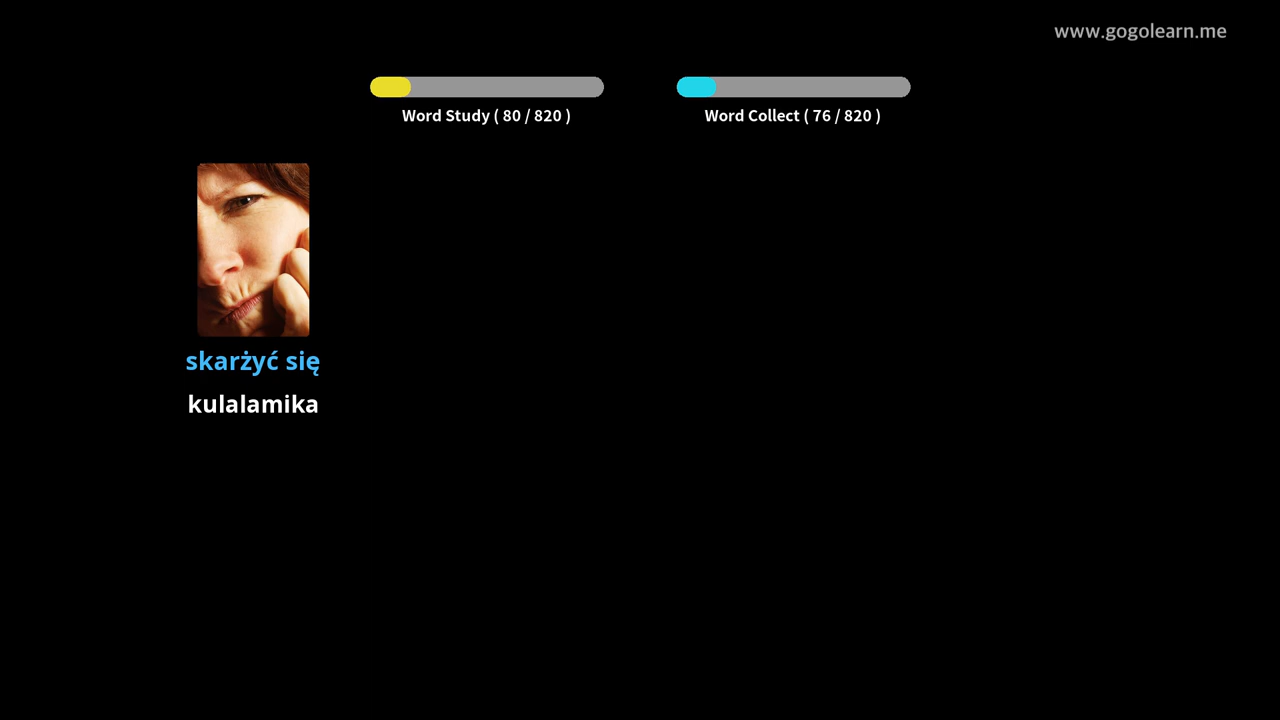 www.gogolearn.me
Word Study ( 80 / 820 )
Word Collect ( 76 / 820 )
skarżyć się
kulalamika